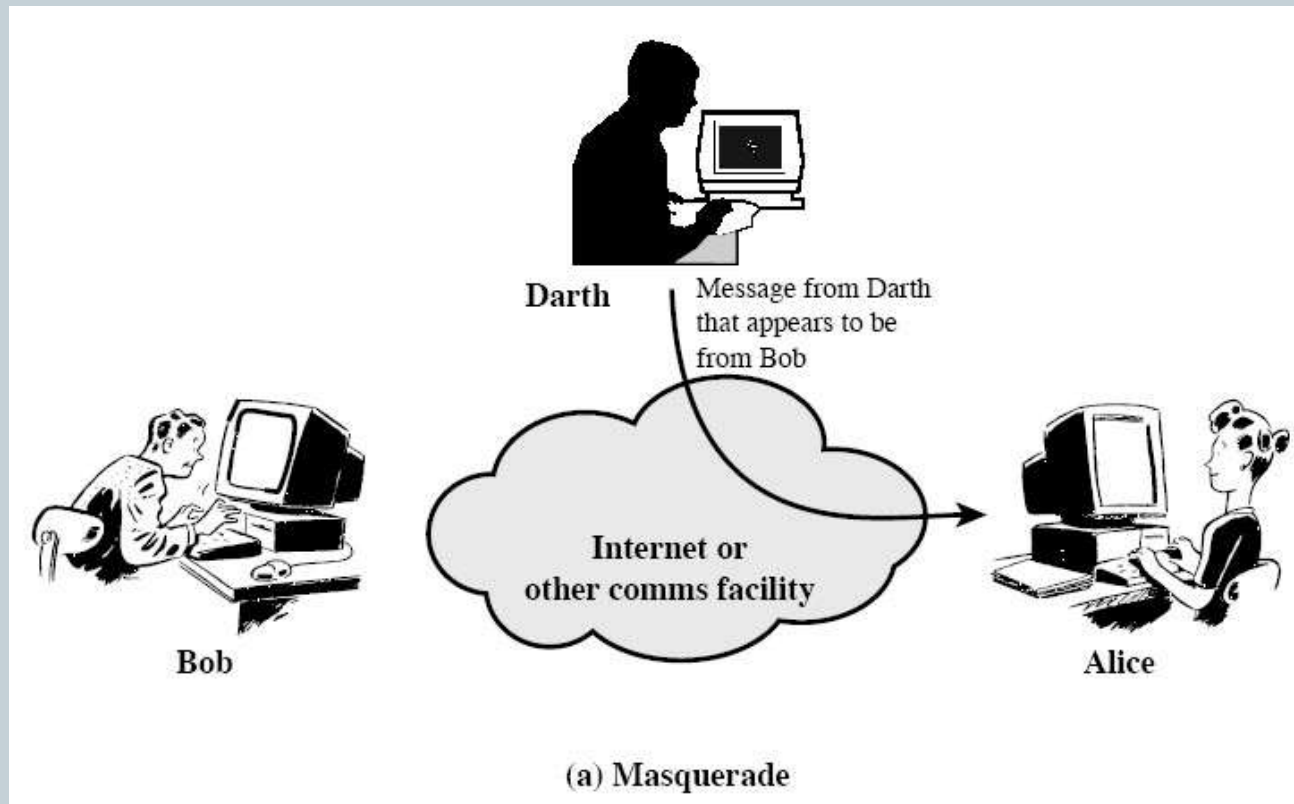 Darth
Message from Darth
that appears to be
from Bob
Internet or
other comms facility
Bob
Alice
(a) Masquerade